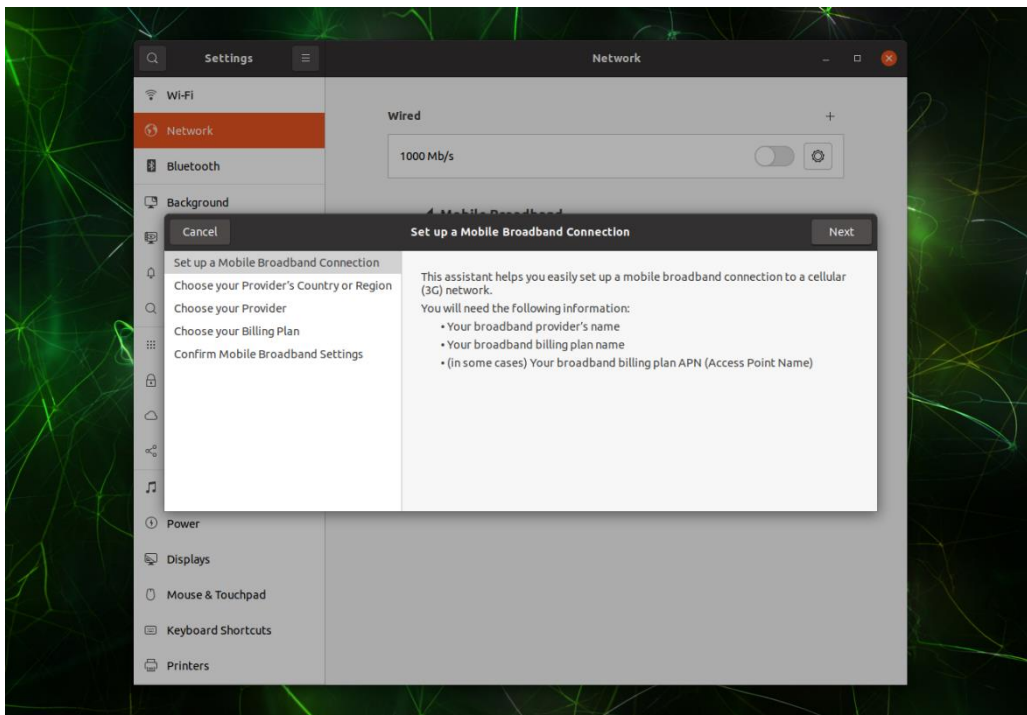 Settings
Network
Wi-Fi
Network
Bluetooth
Background
Wired
1000 Mb/s
Mobile Broadband
Cancel
Set up a Mobile Broadband Connection
Next
Set up a Mobile Broadband Connection
Choose your Provider's Country or Region
Choose your Provider
Choose your Billing Plan
Confirm Mobile Broadband Settings
This assistant helps you easily set up a mobile broadband connection to a cellular
(3G) network.
You will need the following information:
• Your broadband provider's name
• Your broadband billing plan name
• (in some cases) Your broadband billing plan APN (Access Point Name)
Power
Displays
Mouse & Touchpad
Keyboard Shortcuts
Printers